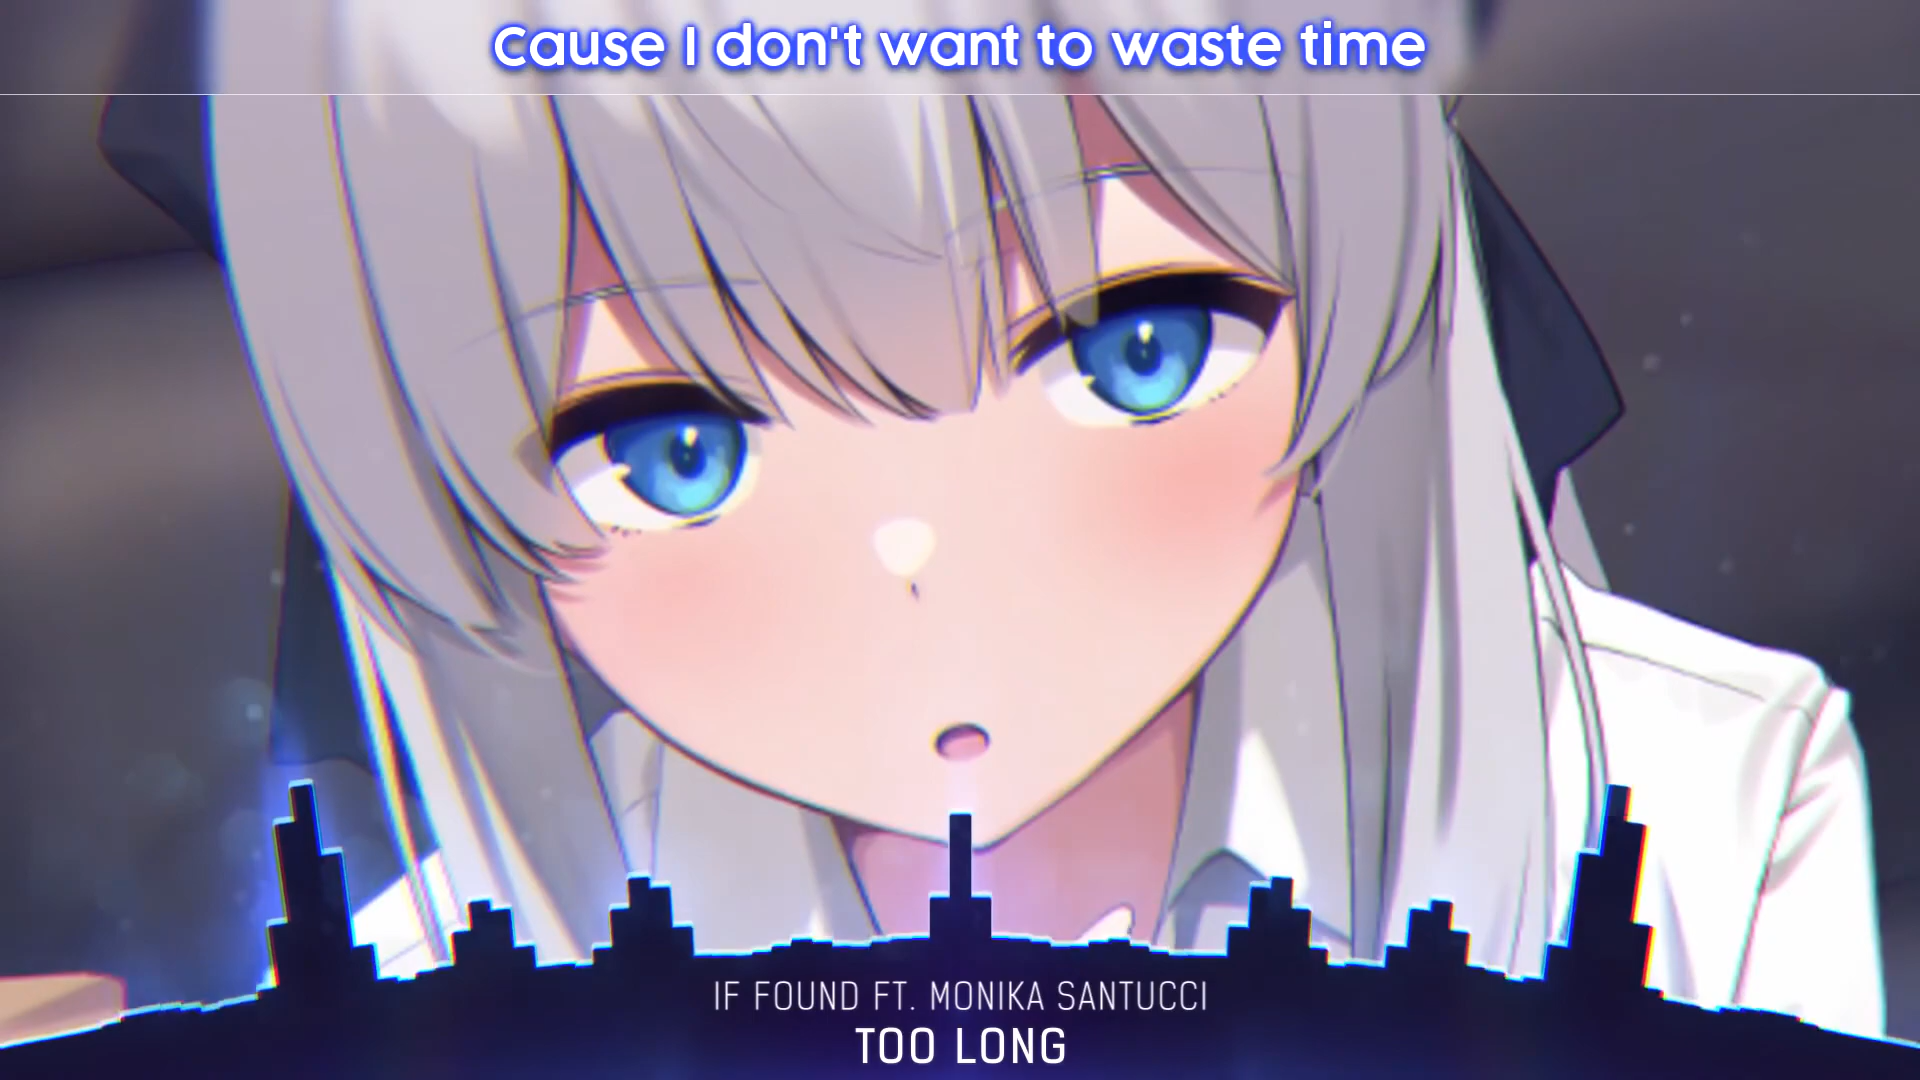 Cause I don't want to waste time
IF FOUND FT. MONIKA SANTUCCI
TOO LONG